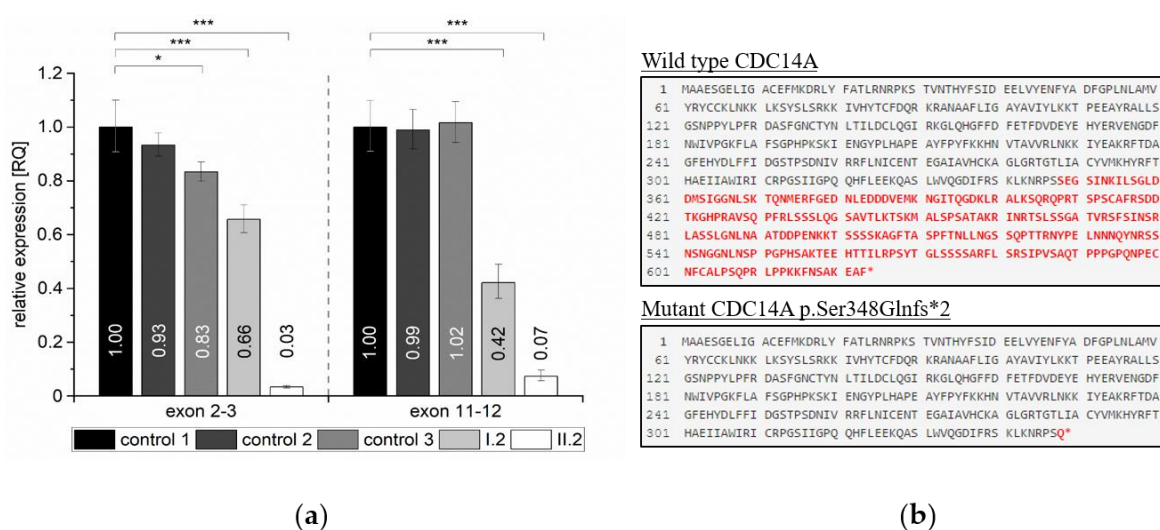 ***
***
*
***
***
1.2
1.0
0.8
0.6
0.4
0.2
0
relative expression [RQ]
1.00
0.93
0.83
0.66
0.03
1.00
0.99
1.02
0.42
0.07
exon 2-3
exon 11-12
control 1
control 2
control 3
I.2
II.2
(a)
Wild type CDC14A
1 MAAESGELIG ACEFMKDRLY FATLRNRPKS TVNTHYFSID EELVYENFYA DFGPLNLAMV
61 YRYCCKLNKK LKSYSLSRKK IVHYTCFDQR KRANAAFLIG AYAVIYLKKT PEEAYRALLS
121 GSNPPYLPFR DASFGNCTYN LTILDCLQGI RKGLQHGFFD FETFDVDEYE HYERVENGDF
181 NWIVPGKFLA FSGPHPKSKI ENGYPLHAPE AYFPYFKKHN VTAVVRLNKK IYEAKRFTDA
241 GFEHYDLFFI DGSTPSDNIV RRFLNICENT EGAIAVHCKA GLGRTGTLIA CYVMKHYRFT
301 HAEIIAWIRI CRPGSIIGPQ QHFLEEKQAS LWVQGDIFRS KLKNRPSSEG SINKILSGLD
361 DMSIGGNLSK TQNMERFGED NLEDDDVEMK NGITQGDKLR ALKSQRQPRT SPSCAFRSDD
421 TKGHPRAVSQ PFRLSSSLQG SAVTLKTSKM ALSPSATAKR INRTSLSSGA TVRSFSINSR
481 LASSLGNLNA ATDDPENKKT SSSSKAGFTA SPFTNLLNGS SQPTTRNYPE LNNNQYNRSS
541 NSNGGNLNSP PGPHSAKTEE HTTILRPSYT GLSSSSARFL SRSIPVSAQT PPPGPQNPEC
601 NFCALPSQPR LPPKKFNSAK EAF*
Mutant CDC14A p.Ser348Glnfs*2
1 MAAESGELIG ACEFMKDRLY FATLRNRPKS TVNTHYFSID EELVYENFYA DFGPLNLAMV
61 YRYCCKLNKK LKSYSLSRKK IVHYTCFDQR KRANAAFLIG AYAVIYLKKT PEEAYRALLS
121 GSNPPYLPFR DASFGNCTYN LTILDCLQGI RKGLQHGFFD FETFDVDEYE HYERVENGDF
181 NWIVPGKFLA FSGPHPKSKI ENGYPLHAPE AYFPYFKKHN VTAVVRLNKK IYEAKRFTDA
241 GFEHYDLFFI DGSTPSDNIV RRFLNICENT EGAIAVHCKA GLGRTGTLIA CYVMKHYRFT
301 HAEIIAWIRI CRPGSIIGPQ QHFLEEKQAS LWVQGDIFRS KLKNRPSQ*
(b)